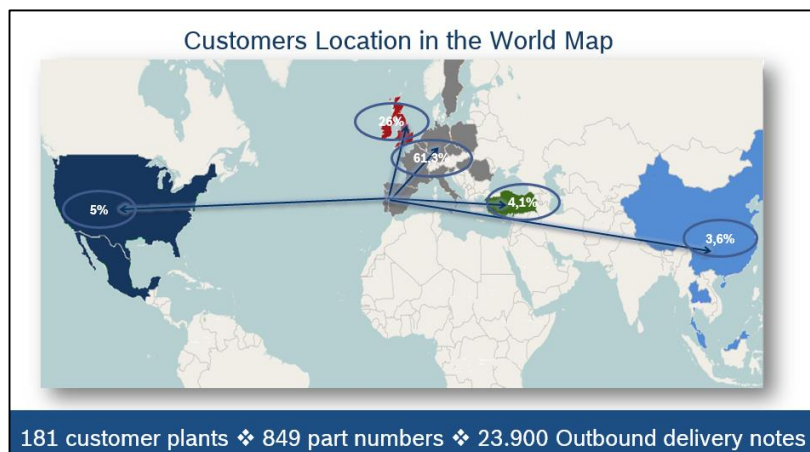 Customers Location in the World Map
26%
61,3%
5%
4,1%
3,6%
181 customer plants ❖ 849 part numbers ❖ 23.900 Outbound delivery notes